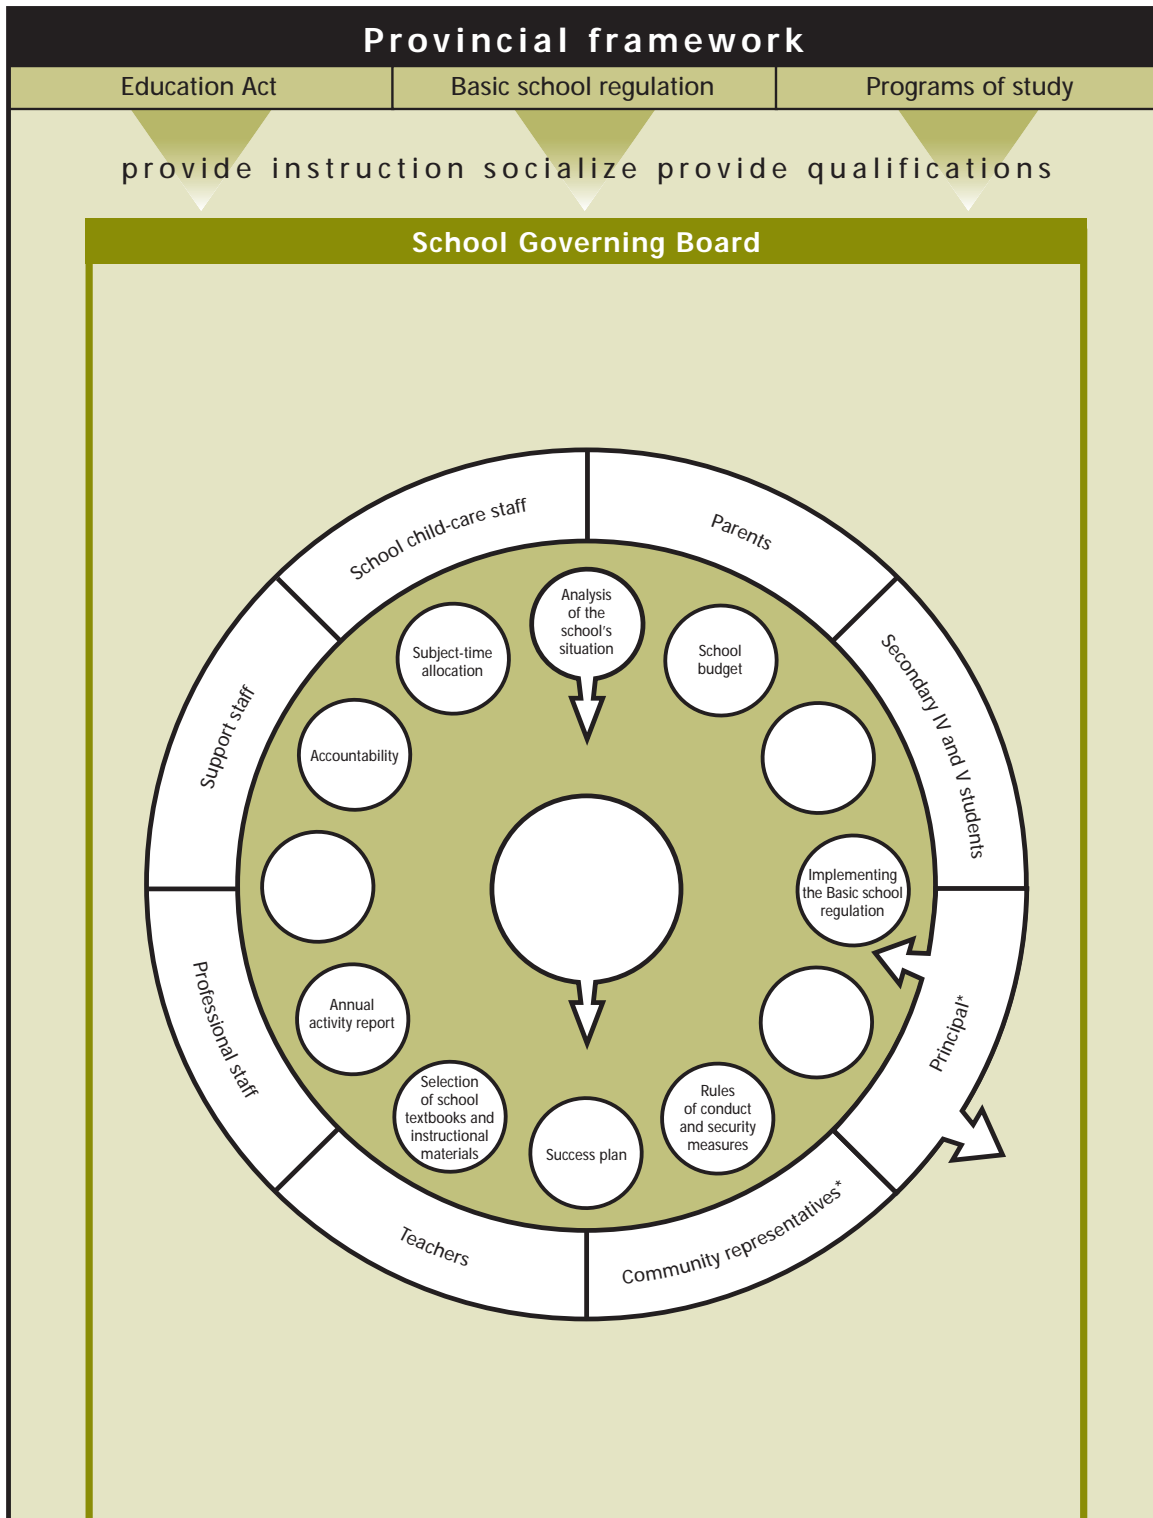 Provincial framework
Education Act
Basic school regulation
Programs of study
provide instruction socialize provide qualifications
School Governing Board
School child-care staff
Parents
Secondary IV and V students
Principal*
Community representatives*
Teachers
Professional staff
Support staff
Analysis
of the
school's
situation
School
budget
Implementing
the Basic school
regulation
Rules
of conduct
and security
measures
Success plan
Selection
of school
textbooks and
instructional
materials
Annual
activity report
Accountability
Subject-time
allocation